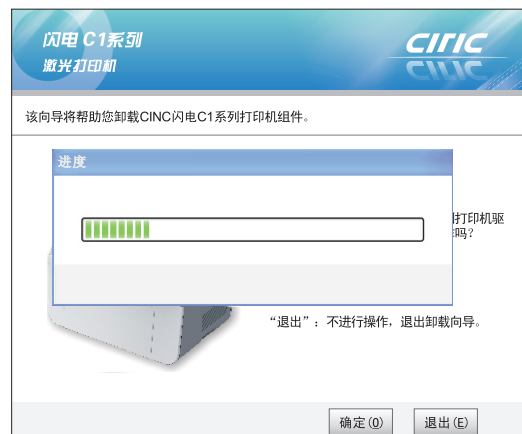 闪电 C1系列
激光打印机
CINC
该向导将帮助您卸载CINC闪电C1系列打印机组件。
进度
打印机驱
吗？
“退出”：不进行操作，退出卸载向导。
确定(O) 退出(E)